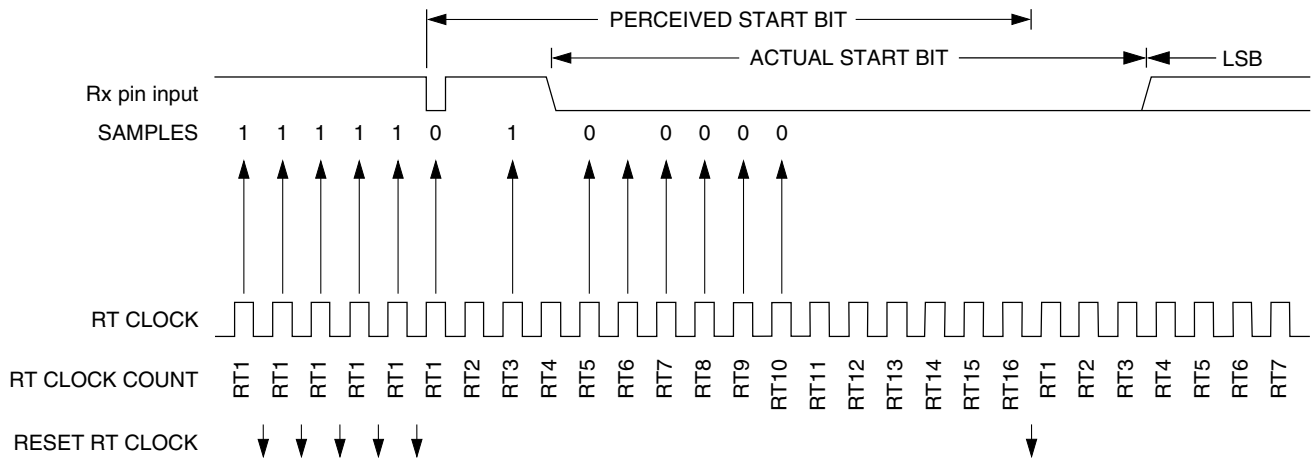 PERCEIVED START BIT
ACTUAL START BIT
LSB
Rx pin input
SAMPLES 1 1 1 1 1 0 1 0 0 0 0 0
RT CLOCK
RT CLOCK COUNT RT1 RT1 RT1 RT1 RT1 RT1 RT2 RT3 RT4 RT5 RT6 RT7 RT8 RT9 RT10 RT11 RT12 RT13 RT14 RT15 RT16 RT1 RT2 RT3 RT4 RT5 RT6 RT7
RESET RT CLOCK